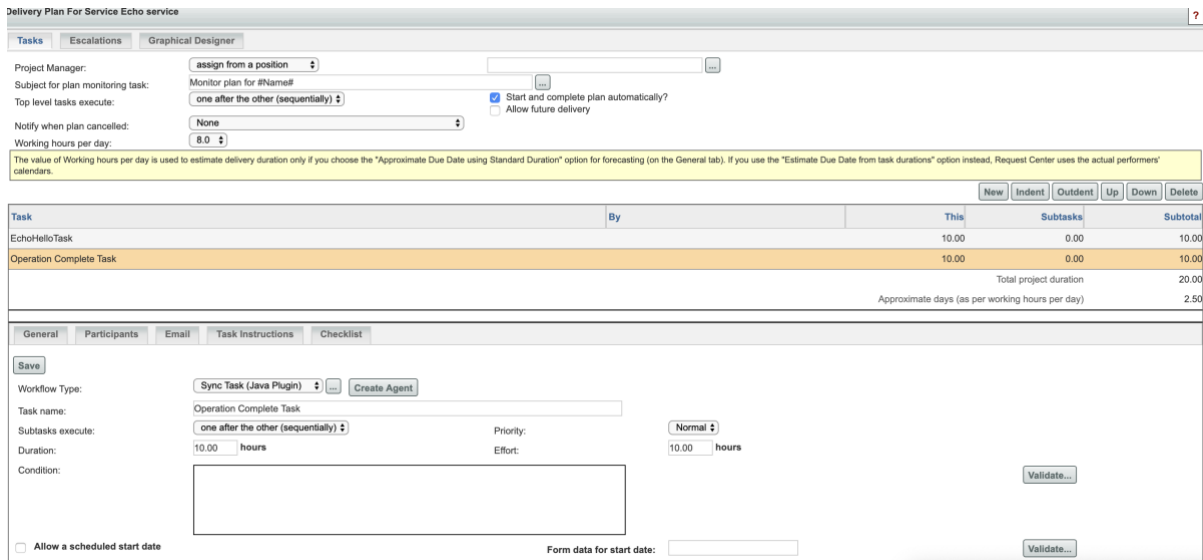 Delivery Plan For Service Echo service
?
Tasks Escalations Graphical Designer
Project Manager: assign from a position ...
Subject for plan monitoring task: Monitor plan for #Name# ...
Top level tasks execute: one after the other (sequentially) Start and complete plan automatically?
Allow future delivery
Notify when plan cancelled: None
Working hours per day: 8.0
The value of Working hours per day is used to estimate delivery duration only if you choose the "Approximate Due Date using Standard Duration" option for forecasting (on the General tab). If you use the "Estimate Due Date from task durations" option instead, Request Center uses the actual performers'
calendars.
New Indent Outdent Up Down Delete
Task By This Subtasks Subtotal
EchoHelloTask 10.00 0.00 10.00
Operation Complete Task 10.00 0.00 10.00
Total project duration 20.00
Approximate days (as per working hours per day) 2.50
General Participants Email Task Instructions Checklist
Save
Workflow Type: Sync Task (Java Plugin) ... Create Agent
Task name: Operation Complete Task
Subtasks execute: one after the other (sequentially) Priority: Normal
Duration: 10.00 hours Effort: 10.00 hours
Condition: Validate...
Allow a scheduled start date Form data for start date: Validate...